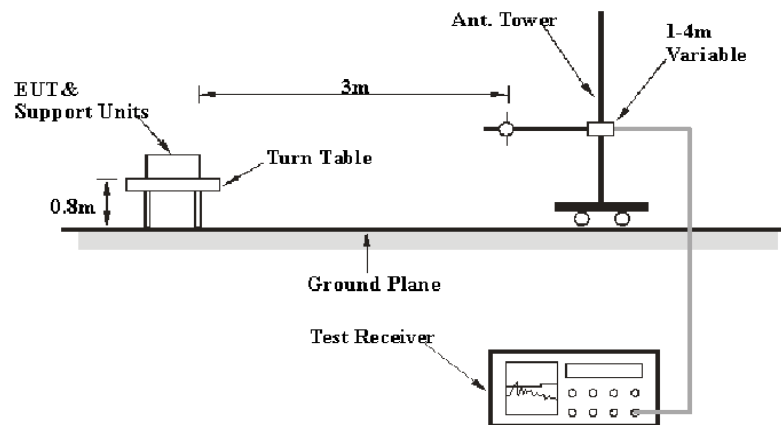 Ant. Tower
1-4m
Variable
EUT&
Support Units
3m
Turn Table
0.8m
Ground Plane
Test Receiver